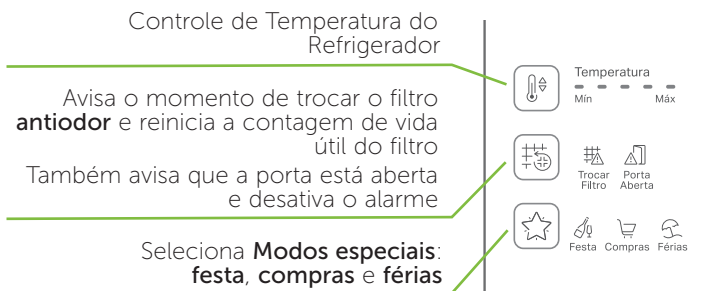 Controle de Temperatura do
Refrigerador
Avisa o momento de trocar o filtro
antiodor e reinicia a contagem de vida
útil do filtro
Também avisa que a porta está aberta
e desativa o alarme
Seleciona Modos especiais:
festa, compras e férias
Temperatura
Mín Máx
Trocar Porta
Filtro Aberta
Festa Compras Férias